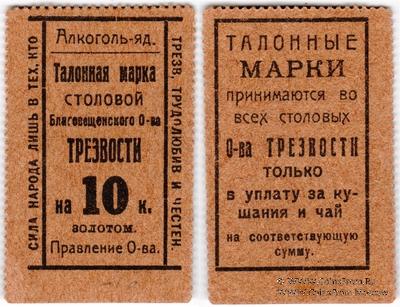 СИЛА НАРОДА ЛИШЬ В ТЕХ, КТО
Алкоголь-яд.
Талонная марка
СТОЛОВОЙ
Благовещенского О-ва
ТРЕЗВОСТИ
на 10 к.
золотом.
Правление О-ва.
ТРЕЗВ, ТРУДОЛЮБИВ И ЧЕСТЕН
ТАЛОННЫЕ
МАРКИ
принимаются во
всех столовых
О-ва ТРЕЗВОСТИ
только
в уплату за ку-
шания и чай
на соответствующую
сумму.